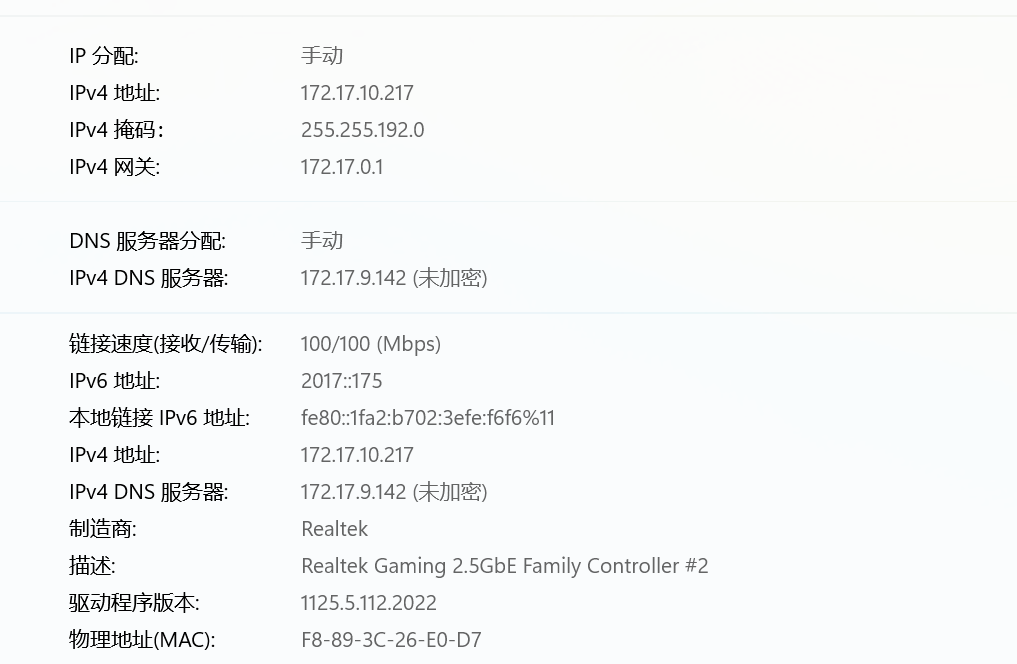 IP 分配: 手动
IPv4 地址: 172.17.10.217
IPv4 掩码： 255.255.192.0
IPv4 网关: 172.17.0.1
DNS 服务器分配: 手动
IPv4 DNS 服务器: 172.17.9.142 (未加密)
链接速度(接收/传输): 100/100 (Mbps)
IPv6 地址: 2017::175
本地链接 IPv6 地址: fe80::1fa2:b702:3efe:f6f6%11
IPv4 地址: 172.17.10.217
IPv4 DNS 服务器: 172.17.9.142 (未加密)
制造商: Realtek
描述: Realtek Gaming 2.5GbE Family Controller #2
驱动程序版本: 1125.5.112.2022
物理地址(MAC): F8-89-3C-26-E0-D7